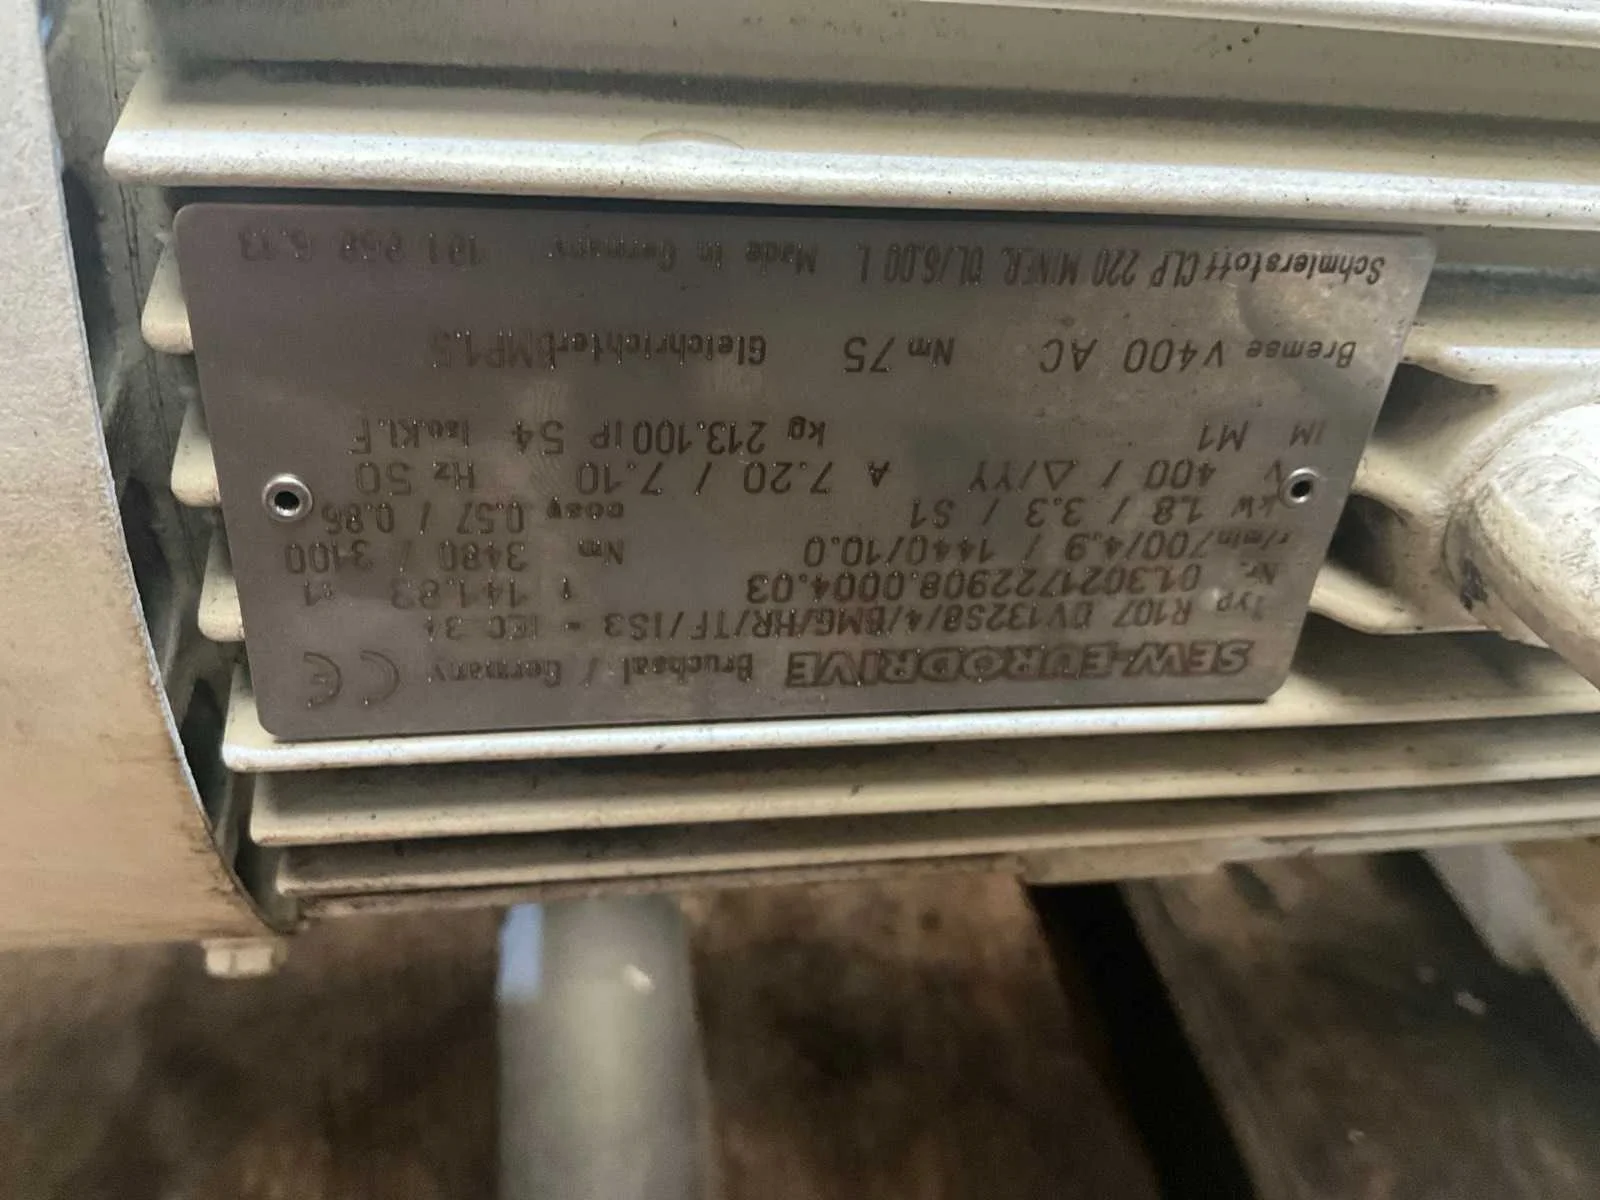 SEW-EURODRIVE Bruchsal / Germany CE
Typ R107 DV132S8/4/BMG/HR/TF/IS3 - IEC 34
Nr. 01.3021722908.0004.03 i 141.83 :1
r/min 700/4.9 / 1440/10.0 Nm 3480 / 3100
kW 1.8 / 3.3 / S1 cosφ 0.57 / 0.86
V 400 / Δ/YY A 7.20 / 7.10 Hz 50
IM M1 kg 213.100 IP 54 Iso.Kl.F
Bremse V400 AC Nm 75 Gleichrichter BMP1.5
Schmierstoff CLP 220 MINER. ÖL/6.00 L Made in Germany 181 868 6.13